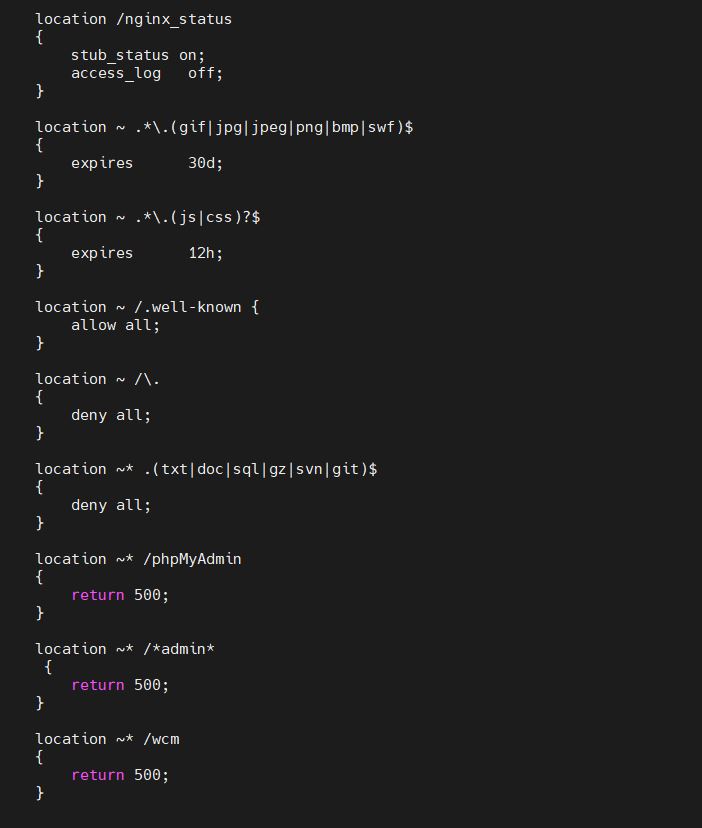 location /nginx_status
{
    stub_status on;
    access_log   off;
}

location ~ .*\.(gif|jpg|jpeg|png|bmp|swf)$
{
    expires      30d;
}

location ~ .*\.(js|css)?$
{
    expires      12h;
}

location ~ /.well-known {
    allow all;
}

location ~ /\.
{
    deny all;
}

location ~* .(txt|doc|sql|gz|svn|git)$
{
    deny all;
}

location ~* /phpMyAdmin
{
    return 500;
}

location ~* /*admin*
 {
    return 500;
}

location ~* /wcm
{
    return 500;
}